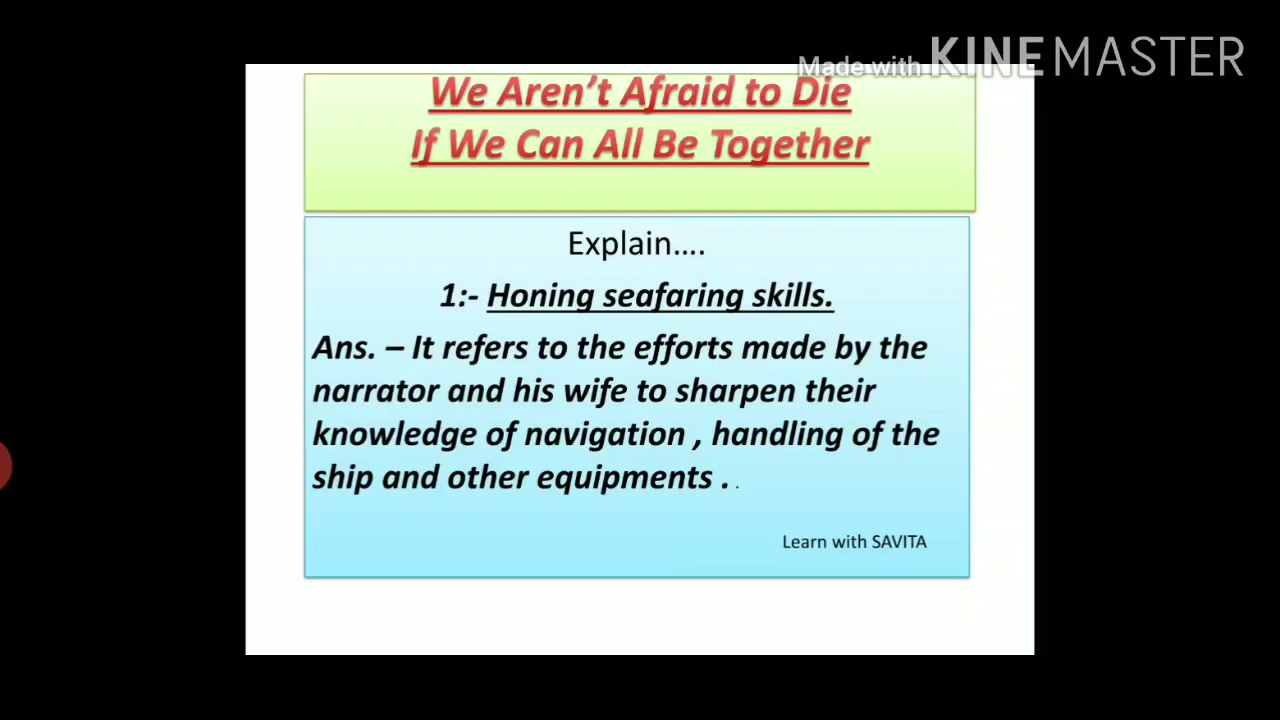 Made with KINEMASTER
We Aren't Afraid to Die
If We Can All Be Together
Explain....
1:- Honing seafaring skills.
Ans. – It refers to the efforts made by the
narrator and his wife to sharpen their
knowledge of navigation , handling of the
ship and other equipments . .
Learn with SAVITA